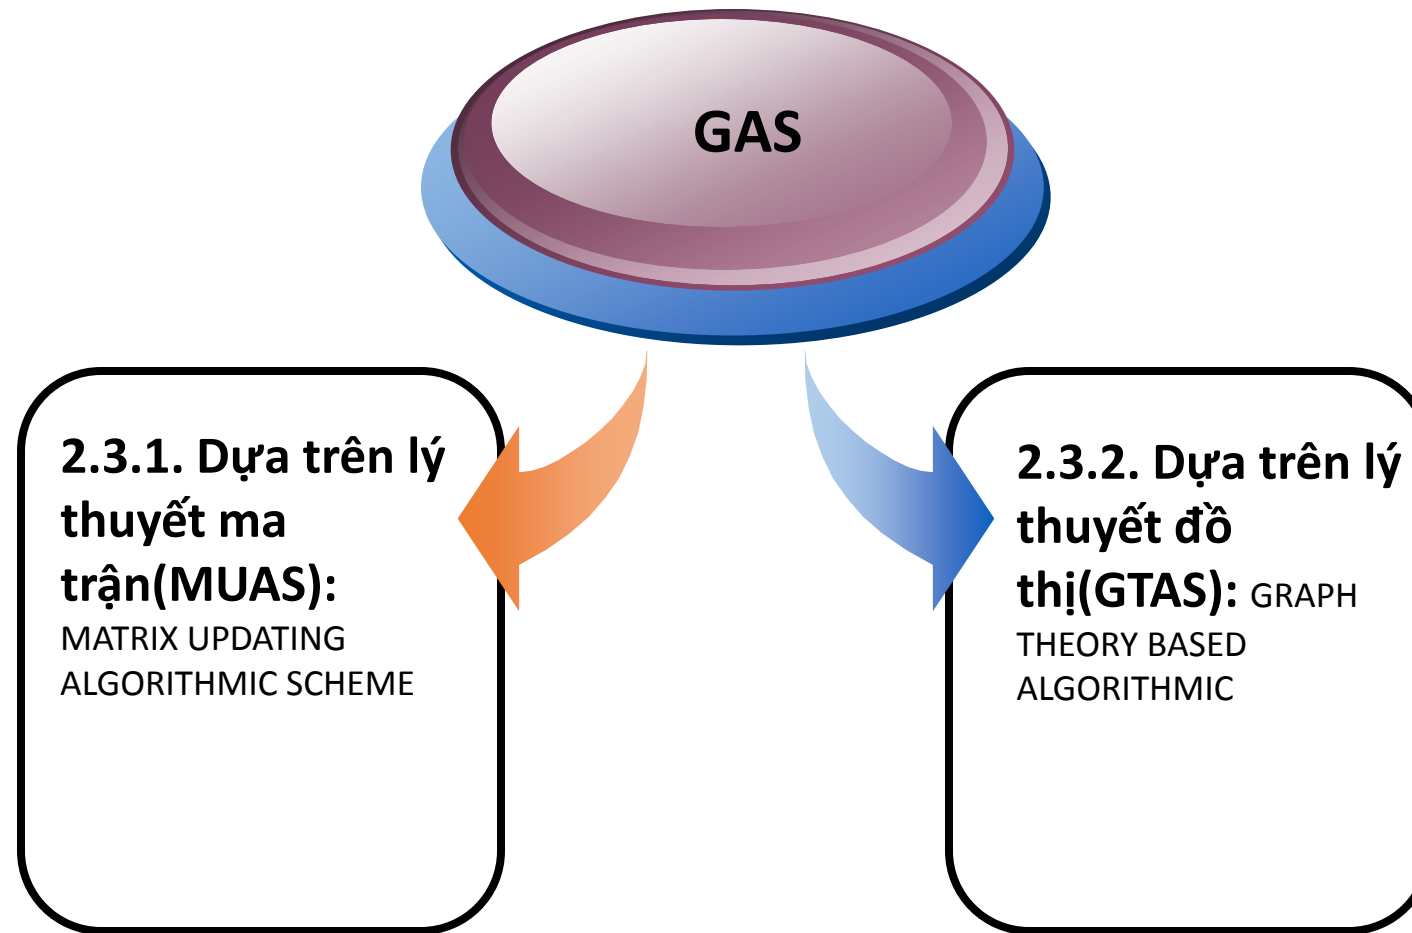 GAS
2.3.1. Dựa trên lý
thuyết ma
trận(MUAS):
MATRIX UPDATING
ALGORITHMIC SCHEME
2.3.2. Dựa trên lý
thuyết đồ
thị(GTAS): GRAPH
THEORY BASED
ALGORITHMIC